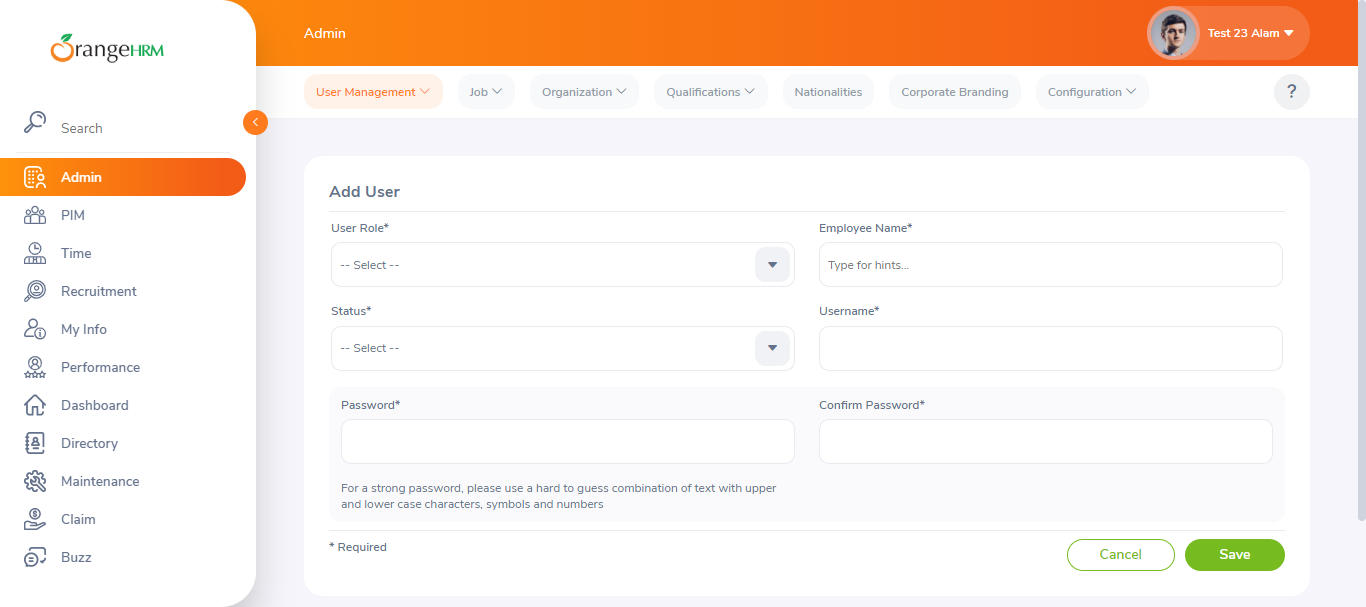 OrangeHRM
Search
Admin
PIM
Time
Recruitment
My Info
Performance
Dashboard
Directory
Maintenance
Claim
Buzz
Admin
Test 23 Alam
User Management
Job
Organization
Qualifications
Nationalities
Corporate Branding
Configuration
?
Add User
User Role*
-- Select --
Employee Name*
Type for hints...
Status*
-- Select --
Username*
Password*
Confirm Password*
For a strong password, please use a hard to guess combination of text with upper
and lower case characters, symbols and numbers
* Required
Cancel
Save